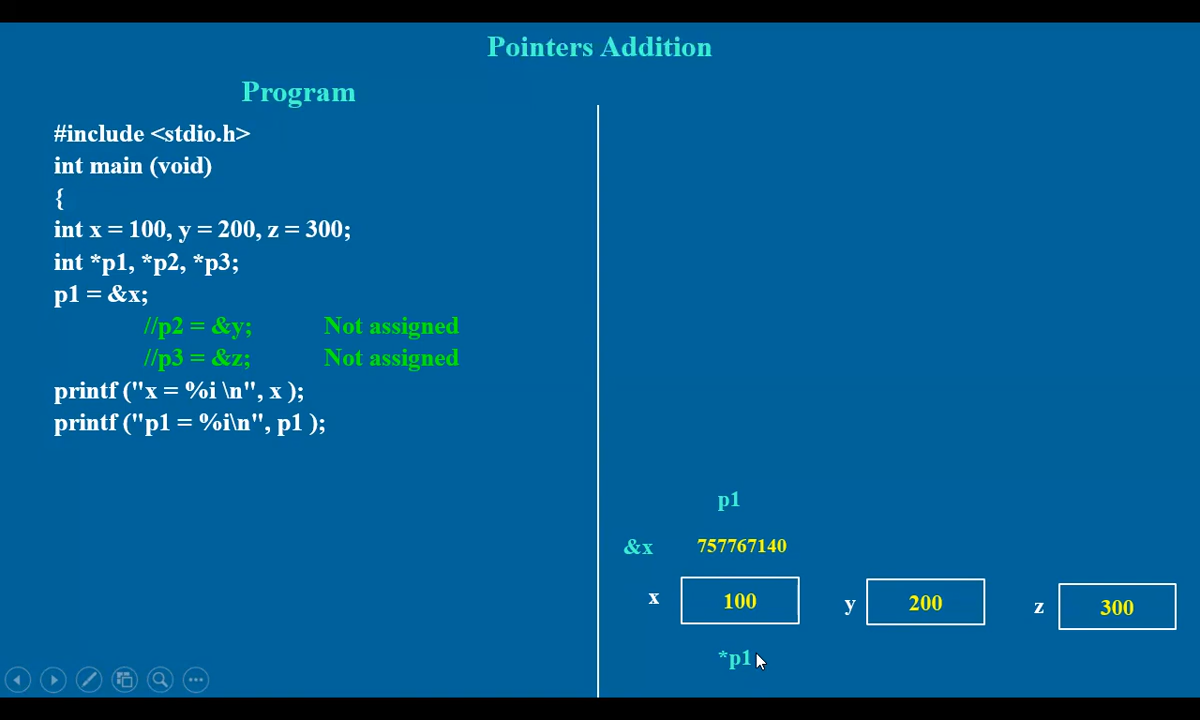 Pointers Addition
Program
#include <stdio.h>
int main (void)
{
int x = 100, y = 200, z = 300;
int *p1, *p2, *p3;
p1 = &x;
//p2 = &y; Not assigned
//p3 = &z; Not assigned
printf ("x = %i \n", x );
printf ("p1 = %i\n", p1 );
p1
&x 757767140
x 100 y 200 z 300
*p1